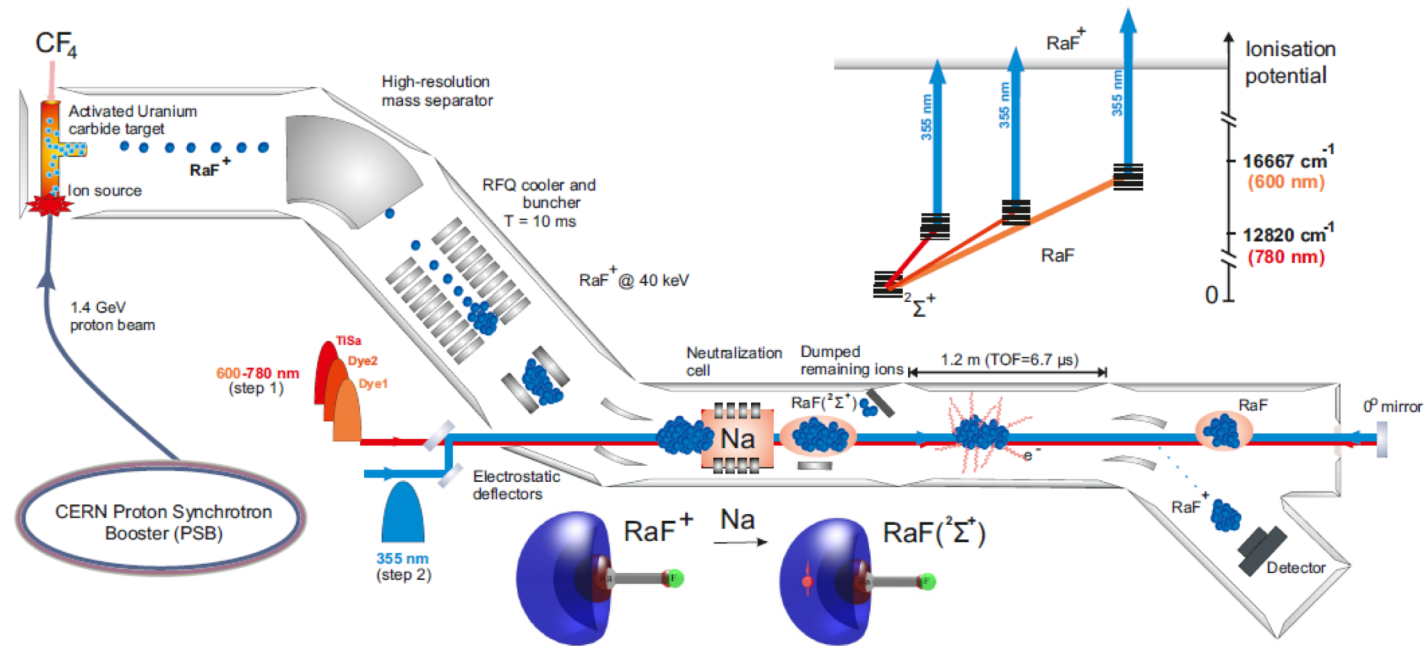 CF4
Activated Uranium
carbide target
RaF+
Ion source
1.4 GeV
proton beam
CERN Proton Synchrotron
Booster (PSB)
High-resolution
mass separator
RFQ cooler and
buncher
T = 10 ms
RaF+ @ 40 keV
TiSa
Dye2
Dye1
600-780 nm
(step 1)
355 nm
(step 2)
Electrostatic
deflectors
Neutralization
cell
Na
Dumped
remaining ions
RaF(²Σ⁺)
1.2 m (TOF=6.7 µs)
e⁻
RaF
0º mirror
RaF⁺
Detector
RaF⁺
Na
RaF(²Σ⁺)
F
F
RaF⁺
355 nm
355 nm
355 nm
RaF
²Σ⁺
Ionisation
potential
16667 cm⁻¹
(600 nm)
12820 cm⁻¹
(780 nm)
0